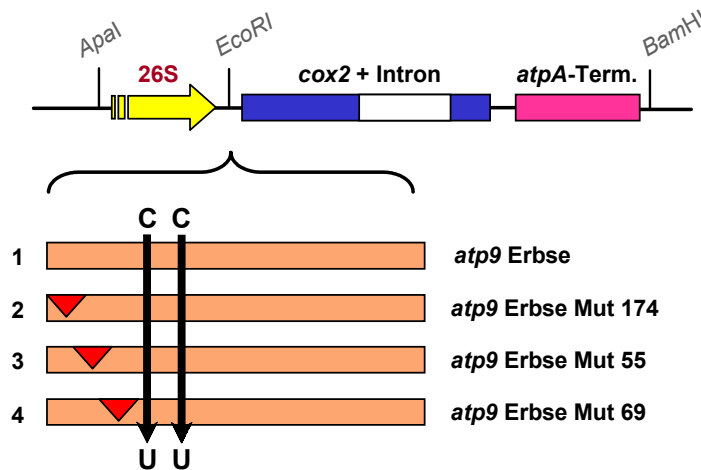 ApaI
EcoRI
BamHI
26S
cox2 + Intron
atpA-Term.
C C
1 atp9 Erbse
2 atp9 Erbse Mut 174
3 atp9 Erbse Mut 55
4 atp9 Erbse Mut 69
U U